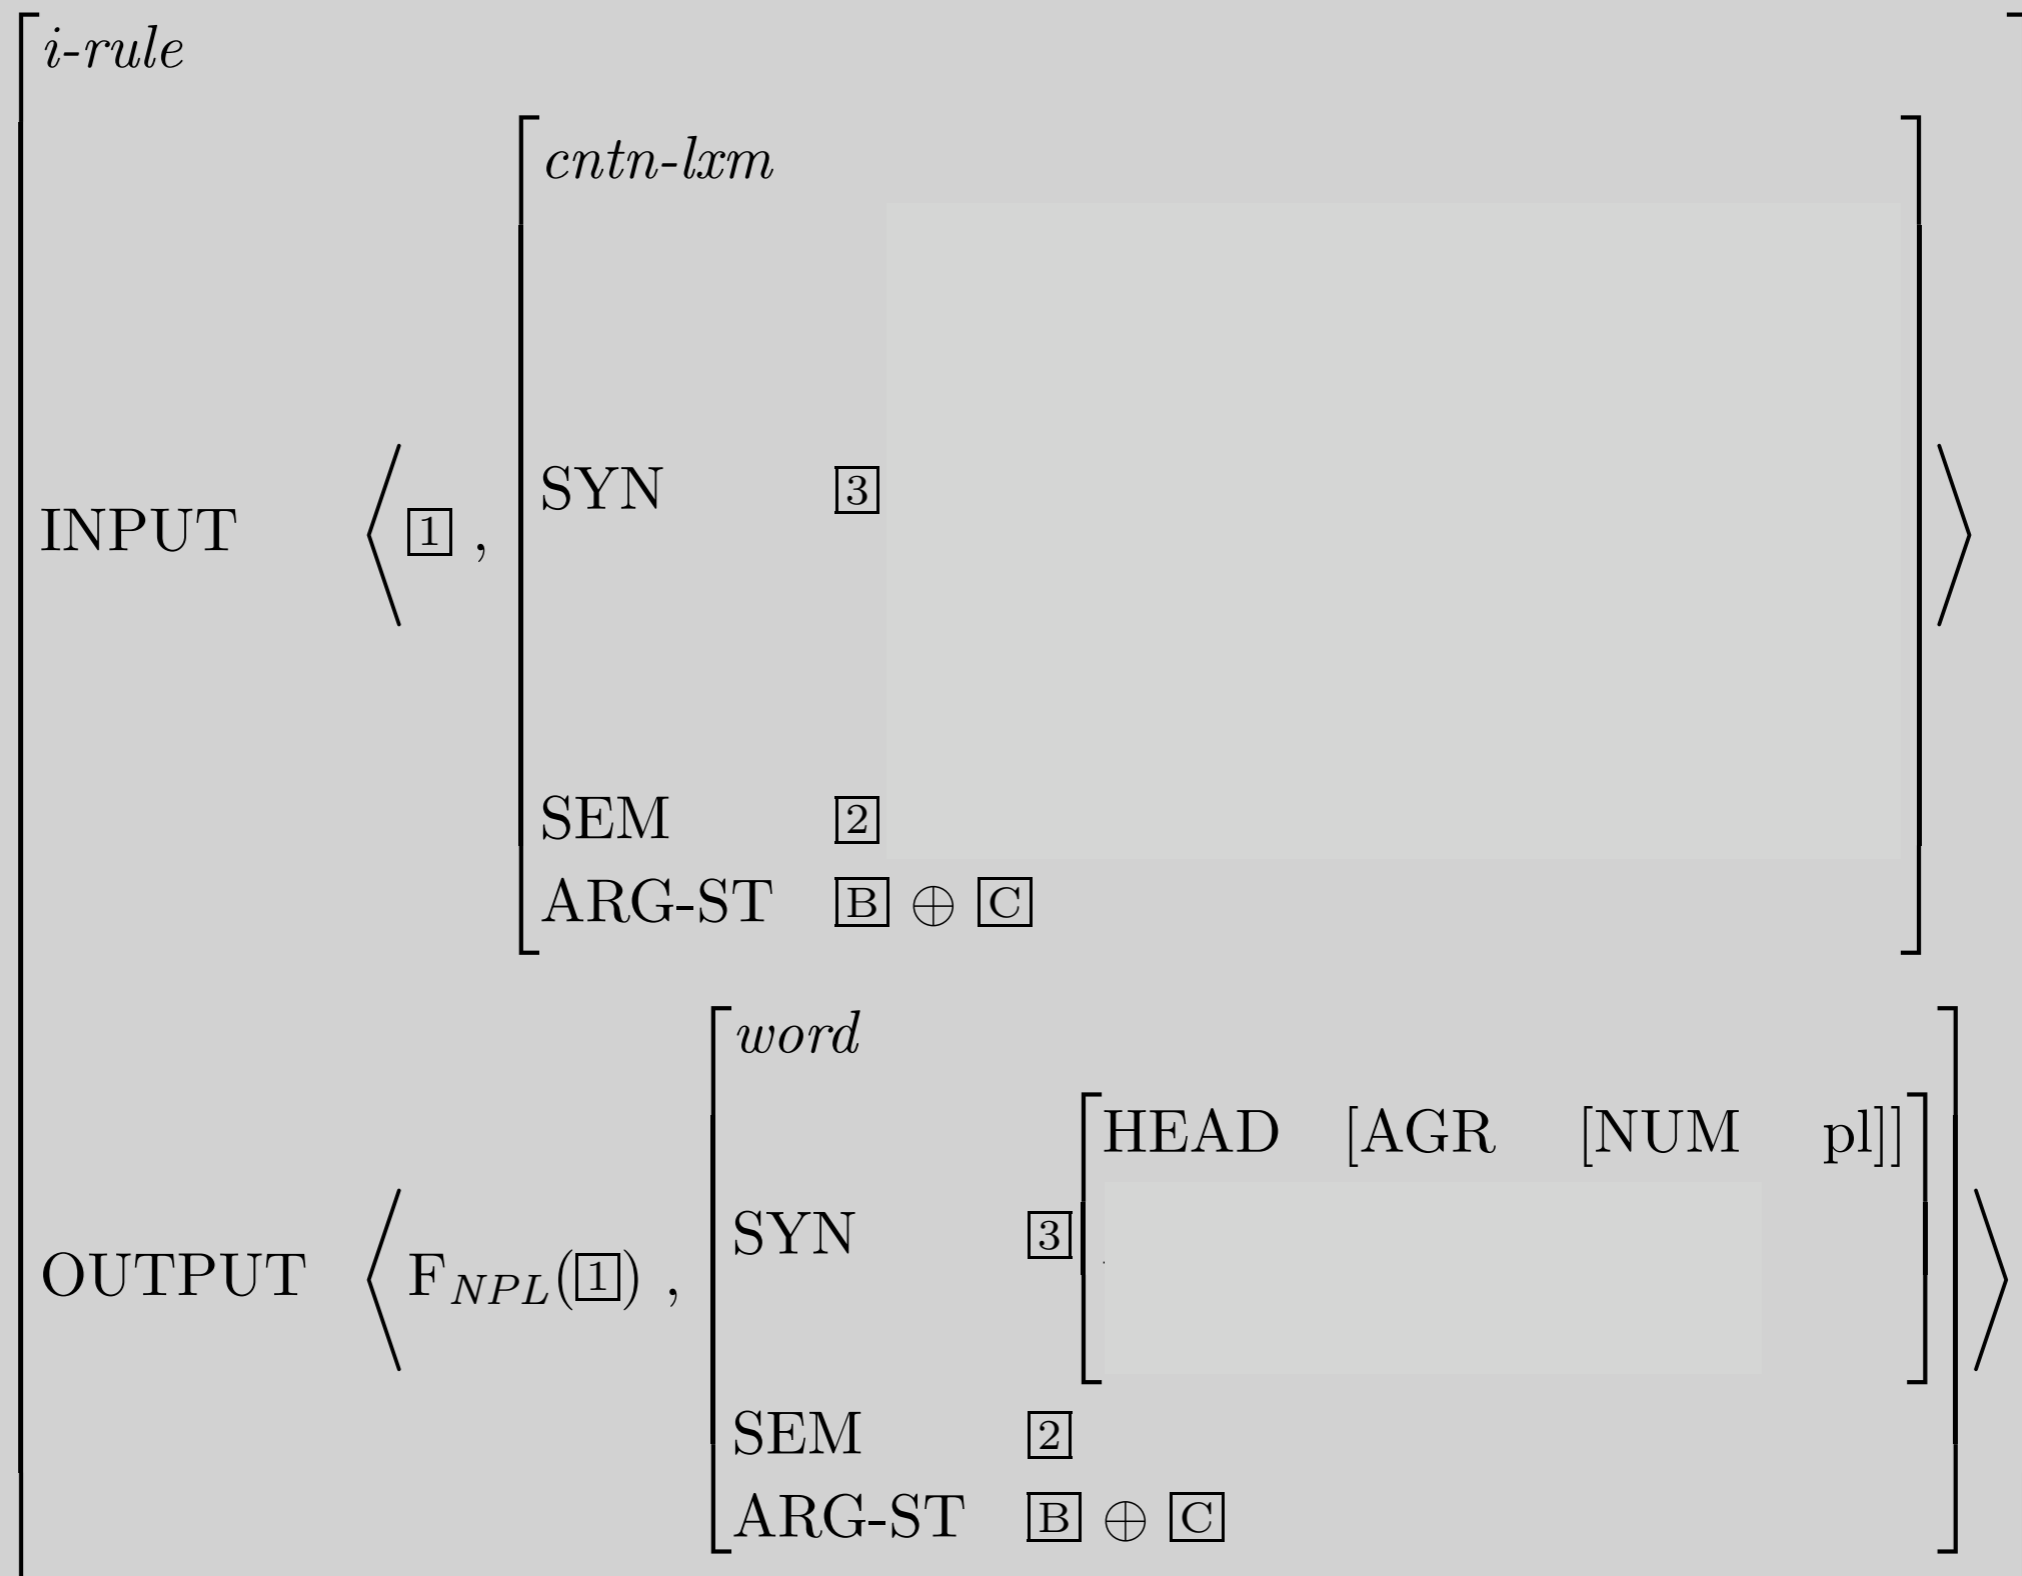 i-rule
cntn-lxm
SYN 3
INPUT 1 ,
SEM 2
ARG-ST B ⊕ C
word
HEAD [AGR [NUM pl]]
SYN 3
OUTPUT ⟨ F_NPL(1) , ⟩
SEM 2
ARG-ST B ⊕ C